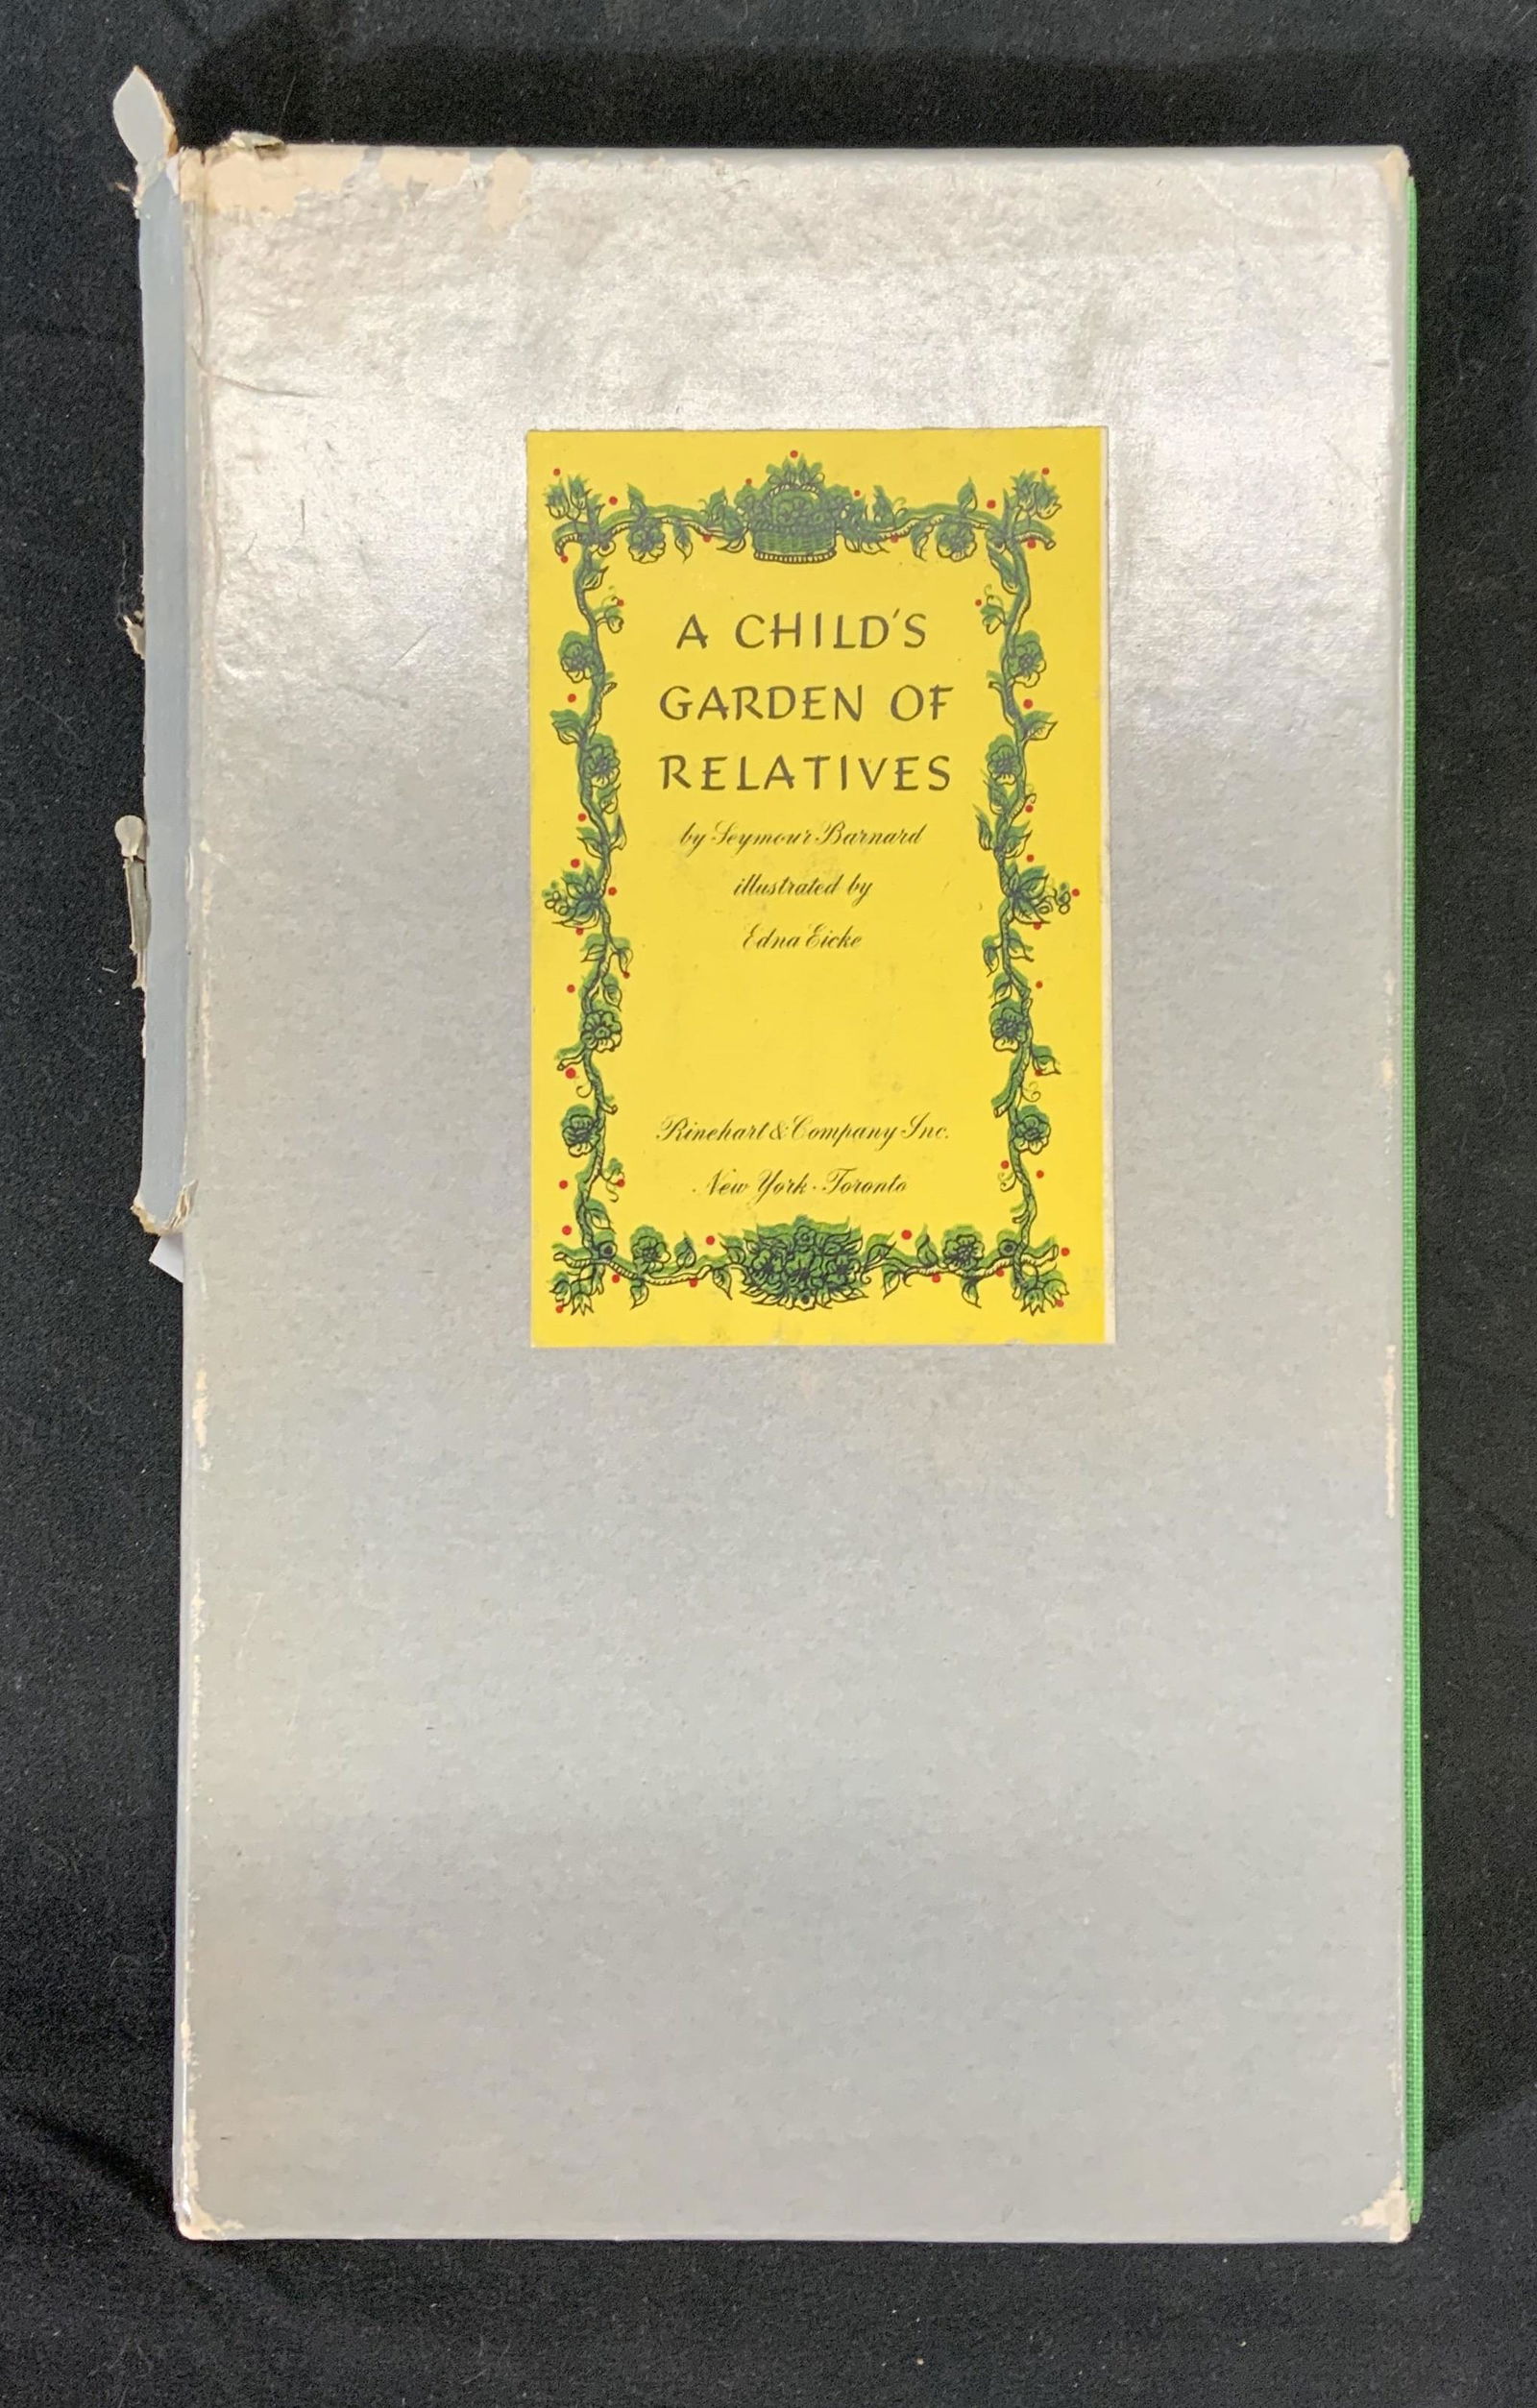 A CHILD'S
GARDEN OF
RELATIVES
by Seymour Barnard
illustrated by
Edna Eicke
Rinehart & Company Inc.
New York · Toronto